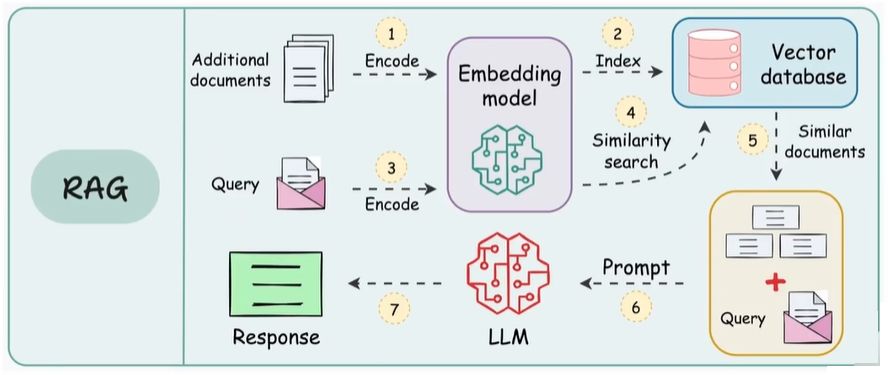 RAG
Additional
documents
1
Encode
Embedding
model
2
Index
Vector
database
Query
3
Encode
4
Similarity
search
5
Similar
documents
Query
Prompt
6
LLM
7
Response